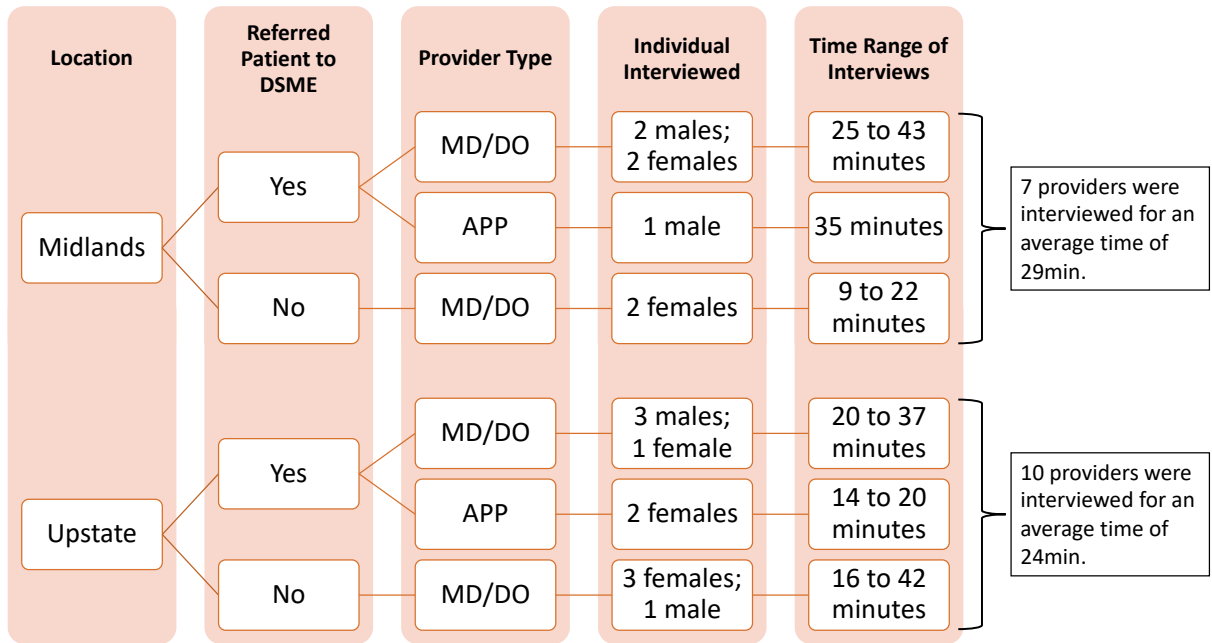 Location
Referred
Patient to
DSME
Provider Type
Individual
Interviewed
Time Range of
Interviews
Midlands
Yes
MD/DO
2 males;
2 females
25 to 43
minutes
APP
1 male
35 minutes
No
MD/DO
2 females
9 to 22
minutes
7 providers were
interviewed for an
average time of
29min.
Upstate
Yes
MD/DO
3 males;
1 female
20 to 37
minutes
APP
2 females
14 to 20
minutes
No
MD/DO
3 females;
1 male
16 to 42
minutes
10 providers were
interviewed for an
average time of
24min.